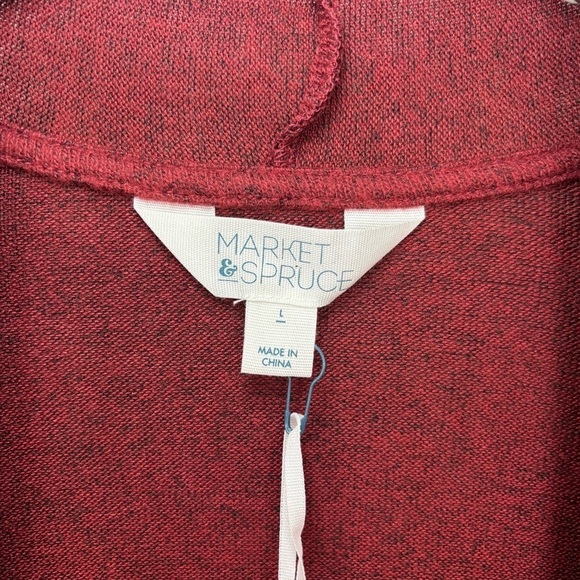 MARKET
& SPRUCE
L
MADE IN
CHINA